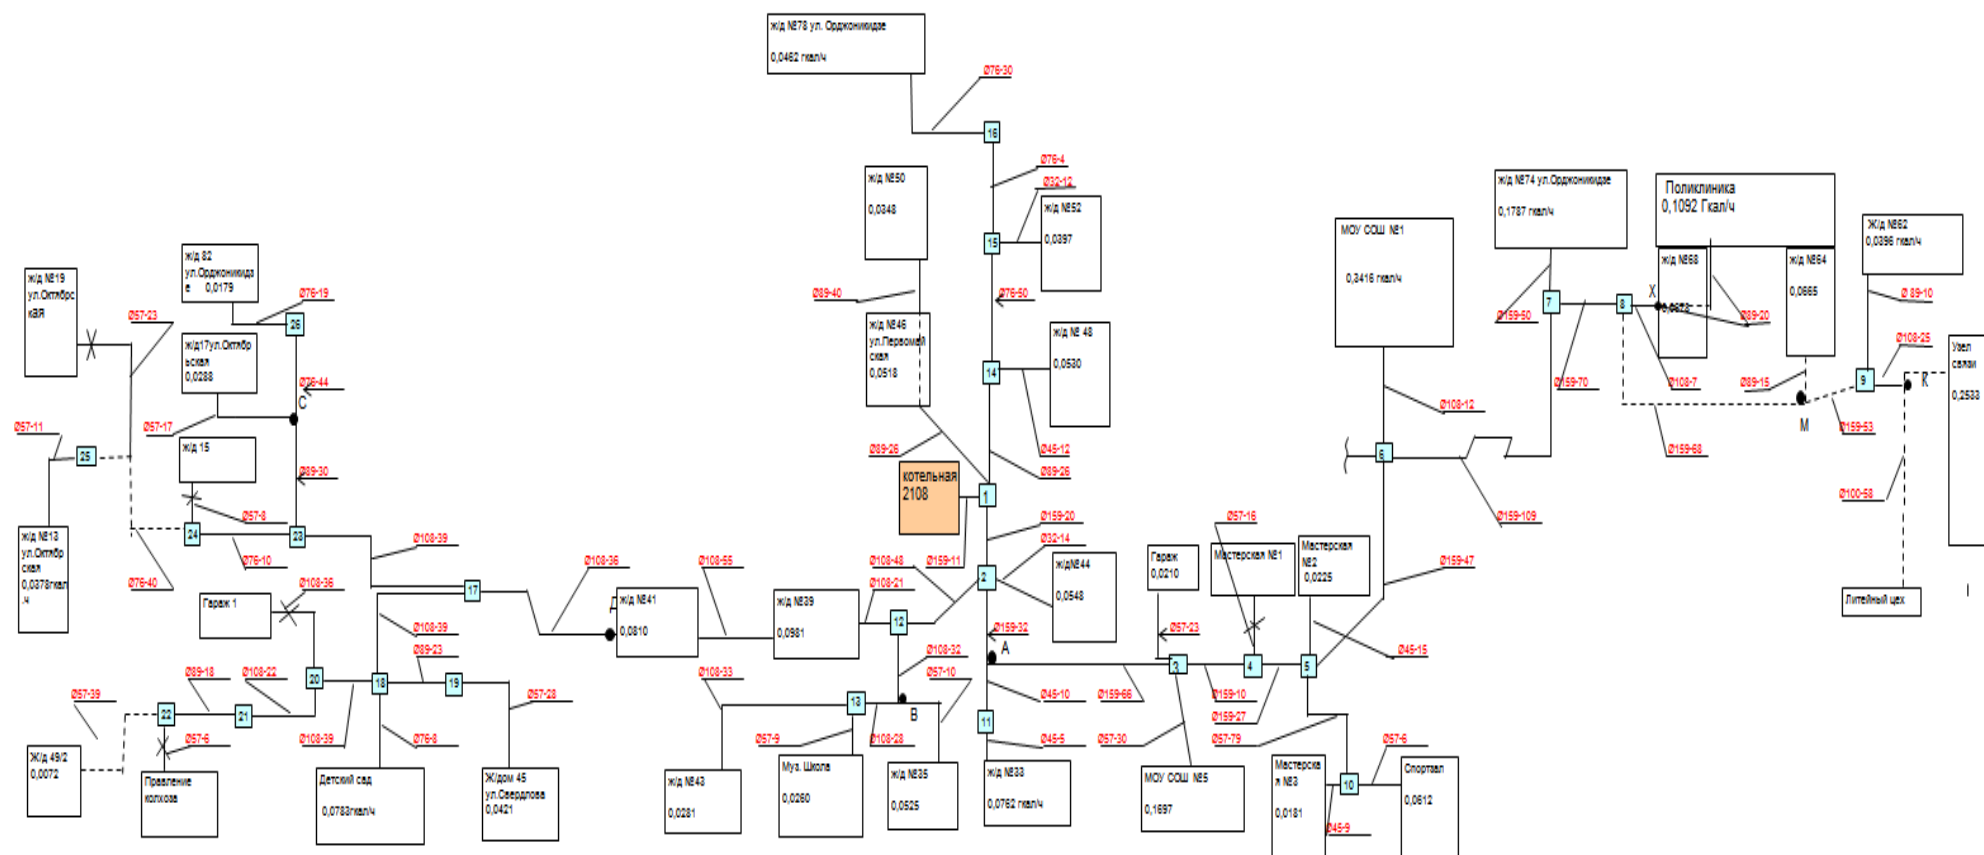 ж/д №78 ул. Орджоникидзе
0,0462 гкал/ч
Ø76-30
16
Ø76-4
Ø32-12
ж/д №50
0,0348
ж/д №52
0,0397
15
Ø89-40
Ø76-50
ж/д №46
ул.Первомай
ская
0,0518
ж/д № 48
0,0530
14
Ø45-12
Ø89-26
Ø89-26
котельная
2108
1
Ø159-20
Ø32-14
Ø108-48
Ø159-11
Ø108-21
2
ж/д№44
0,0548
Ø159-32
А
12
Ø108-32
Ø57-10
Ø45-10
11
Ø45-5
ж/д №33
0,0762 гкал/ч
ж/д №19
ул.Октябрс
кая
ж/д 82
ул.Орджоникидз
е 0,0179
Ø76-19
26
Ø57-23
ж/д17ул.Октябр
ьская
0,0288
Ø76-44
С
Ø57-17
Ø57-11
25
ж/д 15
Ø89-30
Ø57-8
24
23
Ø76-10
Ø76-40
ж/д №13
ул.Октябр
ская
0,0378гкал
.ч
Ø108-39
Ø108-36
Ø108-55
Ø108-36
Гараж 1
17
Д
ж/д №41
0,0810
ж/д №39
0,0981
Ø108-39
Ø89-23
Ø89-18
Ø108-22
20
18
19
Ø57-39
22
21
Ø57-6
Ø108-39
Ø76-8
Ø57-28
Ж/д 49/2
0,0072
Правление
колхоза
Детский сад
0,0783гкал/ч
Ж/дом 45
ул.Свердлова
0,0421
Ø108-33
13
В
Ø57-9
Ø108-28
ж/д №43
0,0281
Муз. Школа
0,0260
ж/д №35
0,0525
Ø57-16
Гараж
0,0210
Мастерская №1
Мастерская
№2
0,0225
Ø57-23
3
4
5
Ø45-15
Ø159-66
Ø159-10
Ø159-27
Ø57-30
Ø57-79
МОУ СОШ №5
0,1697
Мастерска
я №3
0,0181
10
Ø57-6
Спортзал
0,0612
Ø45-9
МОУ СОШ №1
0,3416 гкал/ч
Ø108-12
6
Ø159-109
Ø159-47
ж/д №74 ул.Орджоникидзе
0,1787 гкал/ч
7
8
Ø159-50
Ø159-70
Поликлиника
0,1092 Гкал/ч
ж/д №68
Х
Ø89-20
Ø108-7
ж/д №64
0,0665
Ø89-15
М
Ø159-53
Ø159-68
Ж/д №62
0,0396 гкал/ч
Ø 89-10
Ø108-25
9
К
Узел
связи
0,2533
Ø100-58
Литейный цех